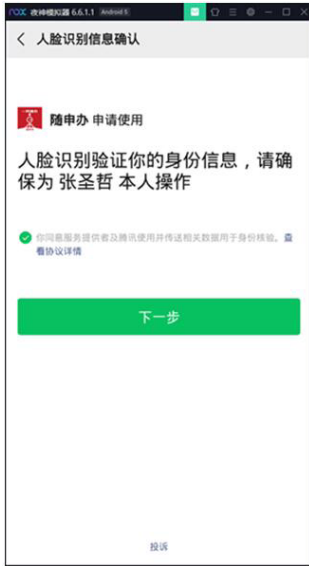 nox 夜神模拟器 6.6.1.1 Android 5
人脸识别信息确认
随申办 申请使用
人脸识别验证你的身份信息，请确
保为 张圣哲 本人操作
你同意服务提供者及腾讯使用并传送相关数据用于身份核验。查
看协议详情
下一步
投诉